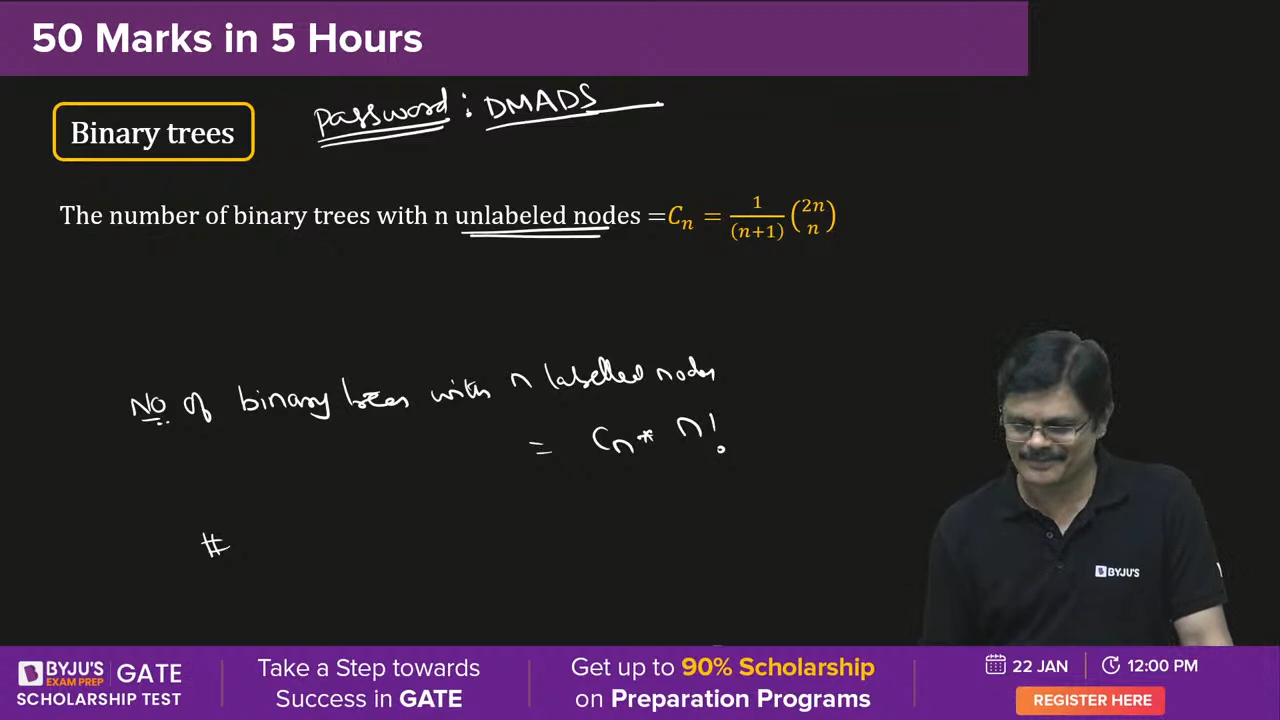 50 Marks in 5 Hours
Password : DMADS
Binary trees
The number of binary trees with n unlabeled nodes = Cₙ = 1/(n+1) (2n n)
No of binary trees with n labelled nodes
= Cₙ * n!
#
BYJU'S
BYJU'S EXAM PREP | GATE
SCHOLARSHIP TEST
Take a Step towards
Success in GATE
Get up to 90% Scholarship
on Preparation Programs
22 JAN 12:00 PM
REGISTER HERE